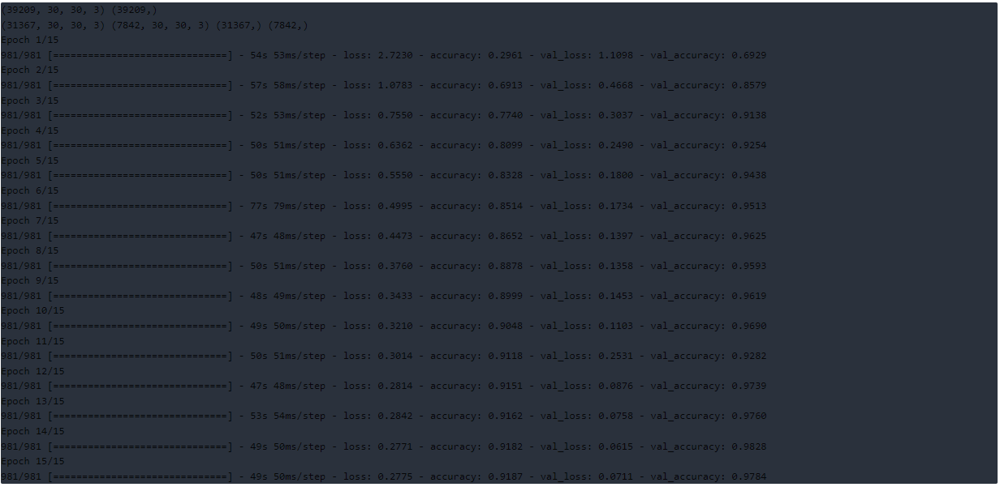 (39209, 30, 30, 3) (39209,)
(31367, 30, 30, 3) (7842, 30, 30, 3) (31367,) (7842,)
Epoch 1/15
981/981 [==============================] - 54s 53ms/step - loss: 2.7230 - accuracy: 0.2961 - val_loss: 1.1098 - val_accuracy: 0.6929
Epoch 2/15
981/981 [==============================] - 57s 58ms/step - loss: 1.0783 - accuracy: 0.6913 - val_loss: 0.4668 - val_accuracy: 0.8579
Epoch 3/15
981/981 [==============================] - 52s 53ms/step - loss: 0.7550 - accuracy: 0.7740 - val_loss: 0.3037 - val_accuracy: 0.9138
Epoch 4/15
981/981 [==============================] - 50s 51ms/step - loss: 0.6362 - accuracy: 0.8099 - val_loss: 0.2490 - val_accuracy: 0.9254
Epoch 5/15
981/981 [==============================] - 50s 51ms/step - loss: 0.5550 - accuracy: 0.8328 - val_loss: 0.1800 - val_accuracy: 0.9438
Epoch 6/15
981/981 [==============================] - 77s 79ms/step - loss: 0.4995 - accuracy: 0.8514 - val_loss: 0.1734 - val_accuracy: 0.9513
Epoch 7/15
981/981 [==============================] - 47s 48ms/step - loss: 0.4473 - accuracy: 0.8652 - val_loss: 0.1397 - val_accuracy: 0.9625
Epoch 8/15
981/981 [==============================] - 50s 51ms/step - loss: 0.3760 - accuracy: 0.8878 - val_loss: 0.1358 - val_accuracy: 0.9593
Epoch 9/15
981/981 [==============================] - 48s 49ms/step - loss: 0.3433 - accuracy: 0.8999 - val_loss: 0.1453 - val_accuracy: 0.9619
Epoch 10/15
981/981 [==============================] - 49s 50ms/step - loss: 0.3210 - accuracy: 0.9048 - val_loss: 0.1103 - val_accuracy: 0.9690
Epoch 11/15
981/981 [==============================] - 50s 51ms/step - loss: 0.3014 - accuracy: 0.9118 - val_loss: 0.2531 - val_accuracy: 0.9282
Epoch 12/15
981/981 [==============================] - 47s 48ms/step - loss: 0.2814 - accuracy: 0.9151 - val_loss: 0.0876 - val_accuracy: 0.9739
Epoch 13/15
981/981 [==============================] - 53s 54ms/step - loss: 0.2842 - accuracy: 0.9162 - val_loss: 0.0758 - val_accuracy: 0.9760
Epoch 14/15
981/981 [==============================] - 49s 50ms/step - loss: 0.2771 - accuracy: 0.9182 - val_loss: 0.0615 - val_accuracy: 0.9828
Epoch 15/15
981/981 [==============================] - 49s 50ms/step - loss: 0.2775 - accuracy: 0.9187 - val_loss: 0.0711 - val_accuracy: 0.9784